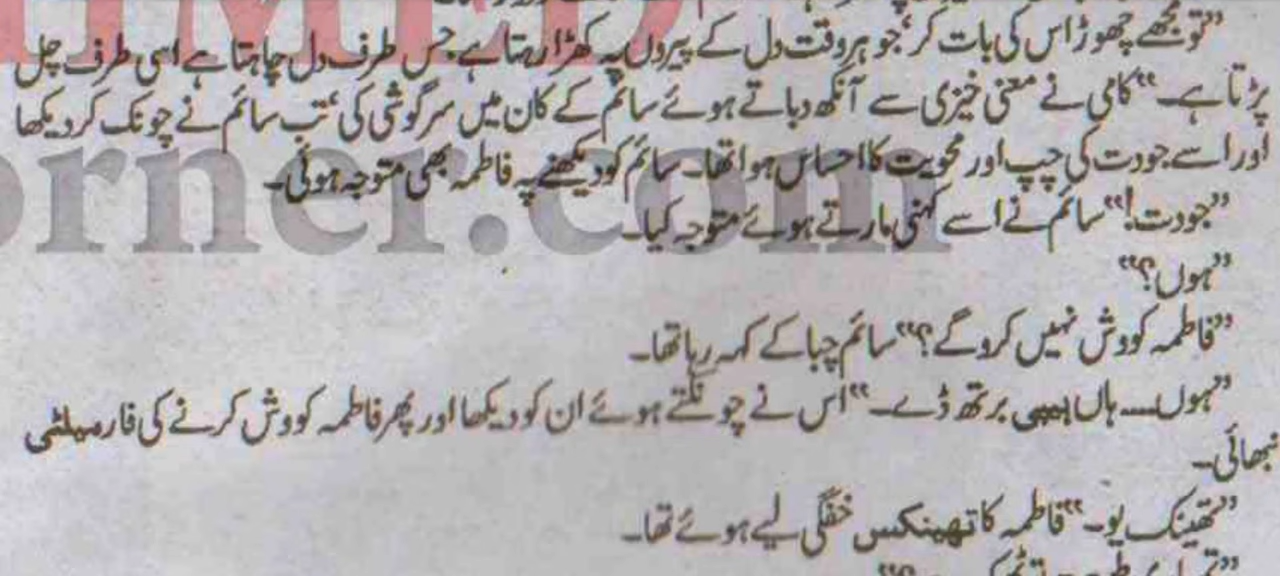 ”تو مجھے چھوڑ اس کی بات کر‘ جو ہر وقت دل کے پیروں پہ کھڑا رہتا ہے جس طرف دل چاہتا ہے اسی طرف چل
پڑتا ہے۔“ کامی نے معنی خیزی سے آنکھ دباتے ہوئے سائم کے کان میں سرگوشی کی‘ تب سائم نے چونک کر دیکھا
اور اسے جودت کی چپ اور محویت کا احساس ہوا تھا۔ سائم کو دیکھنے پہ فاطمہ بھی متوجہ ہوئی۔
”جودت!“ سائم نے اسے کہنی مارتے ہوئے متوجہ کیا۔
”ہوں؟“
”فاطمہ کو وش نہیں کرو گے؟“ سائم چبا کے کہہ رہا تھا۔
”ہوں۔۔۔۔ ہاں ہیپی برتھ ڈے۔“ اس نے چونکتے ہوئے ان کو دیکھا اور پھر فاطمہ کو وش کرنے کی فارمیلٹی
نبھائی۔
”تھینک یو۔“ فاطمہ کا تھینکس خفگی لیے ہوئے تھا۔
orner.com